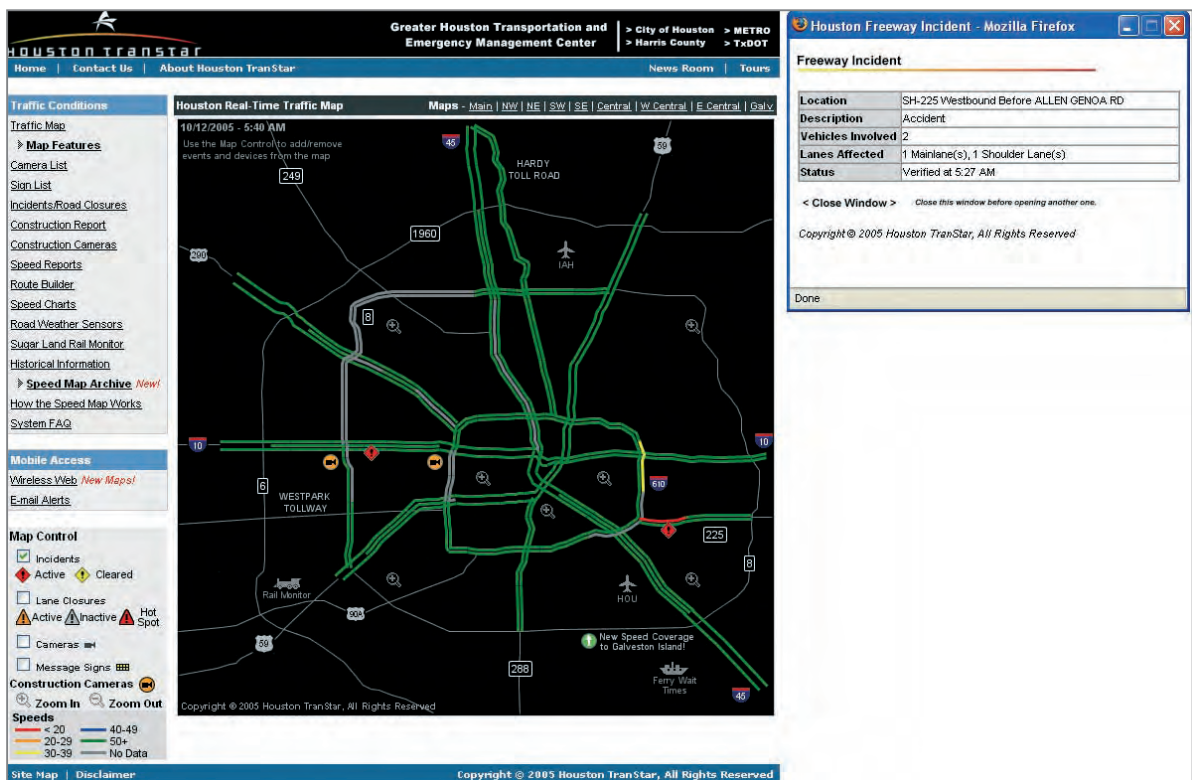 HOUSTON TRANSTAR
Greater Houston Transportation and
Emergency Management Center
> City of Houston > METRO
> Harris County > TxDOT
Home | Contact Us | About Houston TranStar
News Room | Tours
Traffic Conditions
Traffic Map
Map Features
Camera List
Sign List
Incidents/Road Closures
Construction Report
Construction Cameras
Speed Reports
Route Builder
Speed Charts
Road Weather Sensors
Sugar Land Rail Monitor
Historical Information
Speed Map Archive New!
How the Speed Map Works
System FAQ
Mobile Access
Wireless Web New Maps!
E-mail Alerts
Map Control
Incidents
Active Cleared
Lane Closures
Active Inactive Hot
Spot
Cameras
Message Signs
Construction Cameras
Zoom In Zoom Out
Speeds
< 20 40-49
20-29 50+
30-39 No Data
Houston Real-Time Traffic Map Maps - Main | NW | NE | SW | SE | Central | W Central | E Central | Galv
10/12/2005 - 5:40 AM
Use the Map Control to add/remove
events and devices from the map
45
59
HARDY
TOLL ROAD
249
1960
290
IAH
8
10
10
6
610
WESTPARK
TOLLWAY
225
8
Rail Monitor
HOU
90A
59
New Speed Coverage
to Galveston Island!
288
Ferry Wait
Times
45
Copyright © 2005 Houston TranStar, All Rights Reserved
Site Map | Disclaimer
Copyright © 2005 Houston TranStar, All Rights Reserved
Houston Freeway Incident - Mozilla Firefox
Freeway Incident
Location SH-225 Westbound Before ALLEN GENOA RD
Description Accident
Vehicles Involved 2
Lanes Affected 1 Mainlane(s), 1 Shoulder Lane(s)
Status Verified at 5:27 AM
< Close Window > Close this window before opening another one.
Copyright © 2005 Houston TranStar, All Rights Reserved
Done